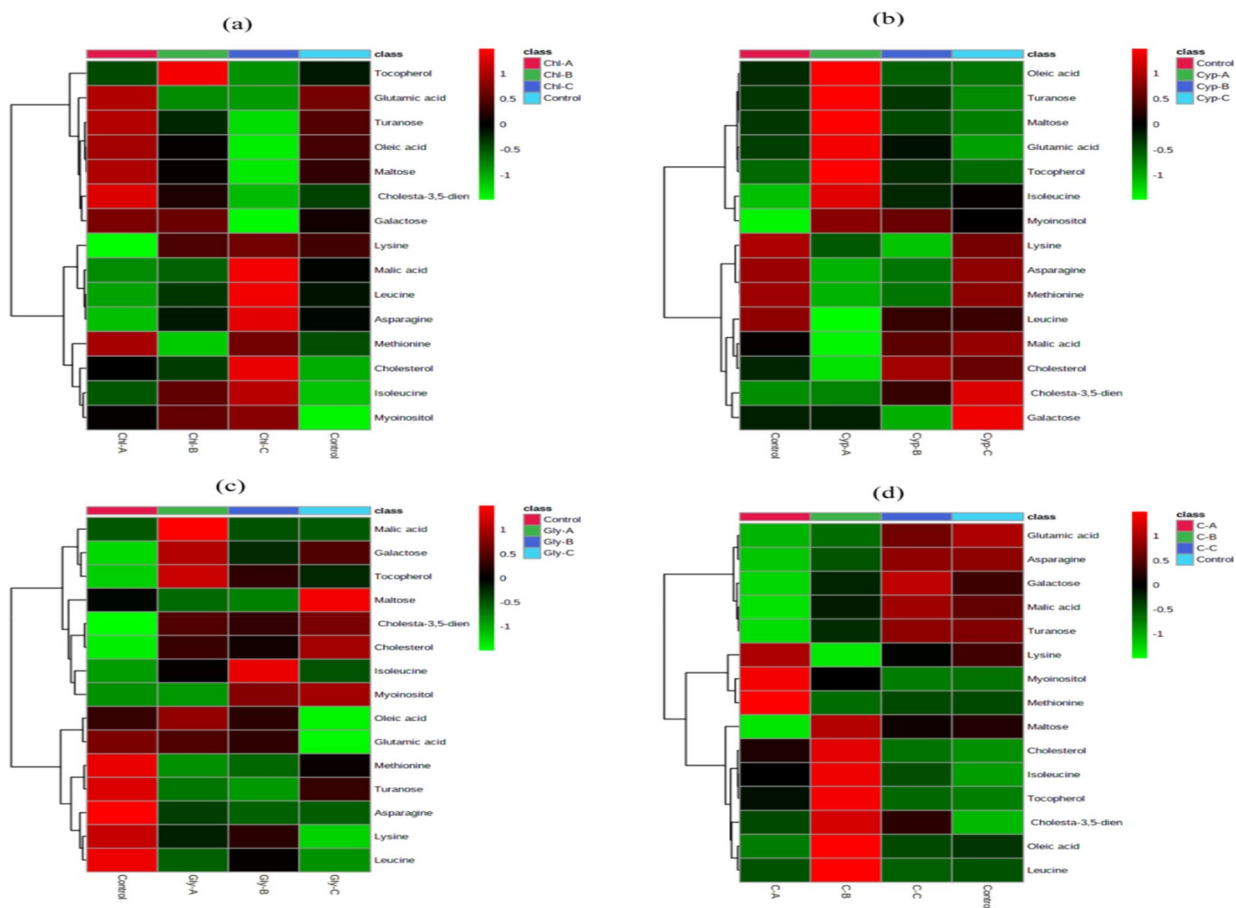 (a)
class
Tocopherol
Glutamic acid
Turanose
Oleic acid
Maltose
Cholesta-3,5-dien
Galactose
Lysine
Malic acid
Leucine
Asparagine
Methionine
Cholesterol
Isoleucine
Myoinositol
Chl-A
Chl-B
Chl-C
Control
1
0.5
0
-0.5
-1
class
Chl-A
Chl-B
Chl-C
Control
(b)
class
Oleic acid
Turanose
Maltose
Glutamic acid
Tocopherol
Isoleucine
Myoinositol
Lysine
Asparagine
Methionine
Leucine
Malic acid
Cholesterol
Cholesta-3,5-dien
Galactose
Control
Cyp-A
Cyp-B
Cyp-C
1
0.5
0
-0.5
-1
class
Control
Cyp-A
Cyp-B
Cyp-C
(c)
class
Malic acid
Galactose
Tocopherol
Maltose
Cholesta-3,5-dien
Cholesterol
Isoleucine
Myoinositol
Oleic acid
Glutamic acid
Methionine
Turanose
Asparagine
Lysine
Leucine
Control
Gly-A
Gly-B
Gly-C
1
0.5
0
-0.5
-1
class
Control
Gly-A
Gly-B
Gly-C
(d)
class
Glutamic acid
Asparagine
Galactose
Malic acid
Turanose
Lysine
Myoinositol
Methionine
Maltose
Cholesterol
Isoleucine
Tocopherol
Cholesta-3,5-dien
Oleic acid
Leucine
C-A
C-B
C-C
Control
1
0.5
0
-0.5
-1
class
C-A
C-B
C-C
Control